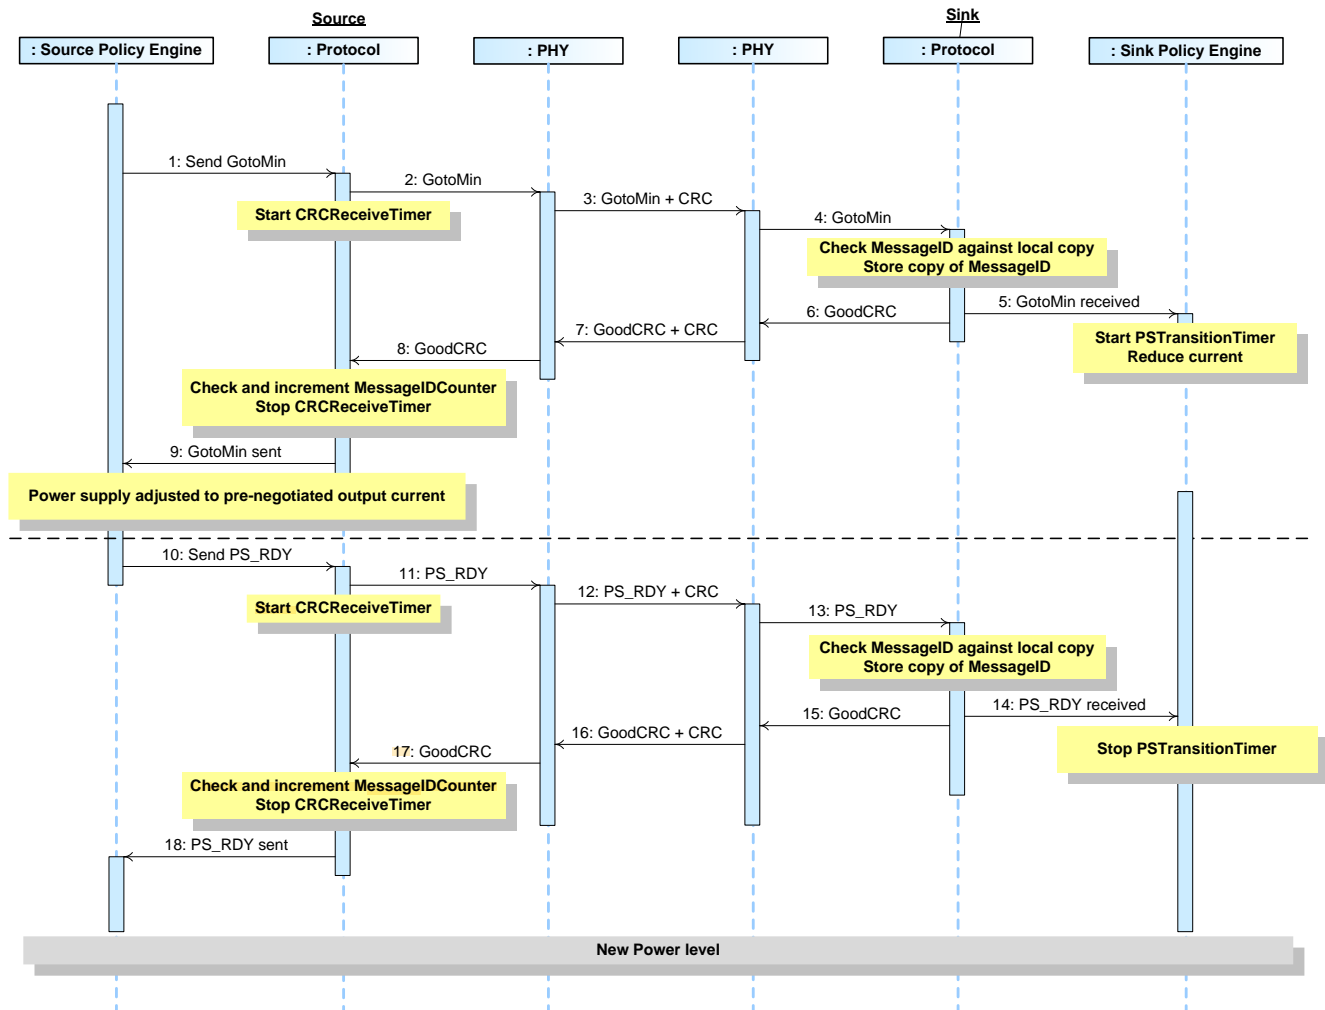 Source
Sink
: Source Policy Engine
: Protocol
: PHY
: PHY
: Protocol
: Sink Policy Engine
1: Send GotoMin
2: GotoMin
Start CRCReceiveTimer
3: GotoMin + CRC
4: GotoMin
Check MessageID against local copy
Store copy of MessageID
5: GotoMin received
6: GoodCRC
Start PSTransitionTimer
Reduce current
7: GoodCRC + CRC
8: GoodCRC
Check and increment MessageIDCounter
Stop CRCReceiveTimer
9: GotoMin sent
Power supply adjusted to pre-negotiated output current
10: Send PS_RDY
11: PS_RDY
Start CRCReceiveTimer
12: PS_RDY + CRC
13: PS_RDY
Check MessageID against local copy
Store copy of MessageID
14: PS_RDY received
15: GoodCRC
Stop PSTransitionTimer
16: GoodCRC + CRC
17: GoodCRC
Check and increment MessageIDCounter
Stop CRCReceiveTimer
18: PS_RDY sent
New Power level